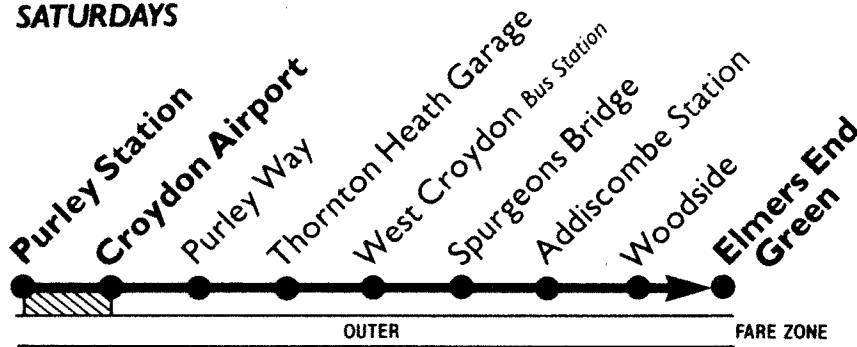 SATURDAYS
Purley Station
Croydon Airport
Purley Way
Thornton Heath Garage
West Croydon Bus Station
Spurgeons Bridge
Addiscombe Station
Woodside
Elmers End
Green
OUTER
FARE ZONE